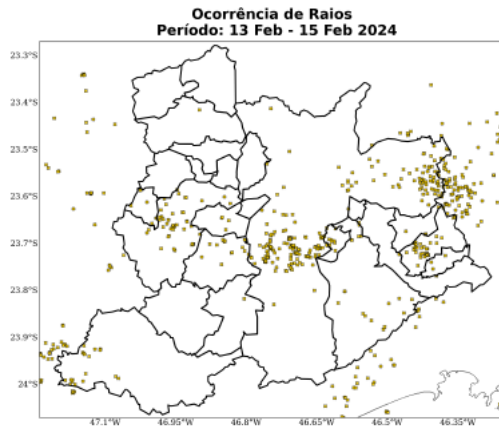 Ocorrência de Raios
Período: 13 Feb - 15 Feb 2024
23.3°S
23.4°S
23.5°S
23.6°S
23.7°S
23.8°S
23.9°S
24°S
47.1°W 46.95°W 46.8°W 46.65°W 46.5°W 46.35°W